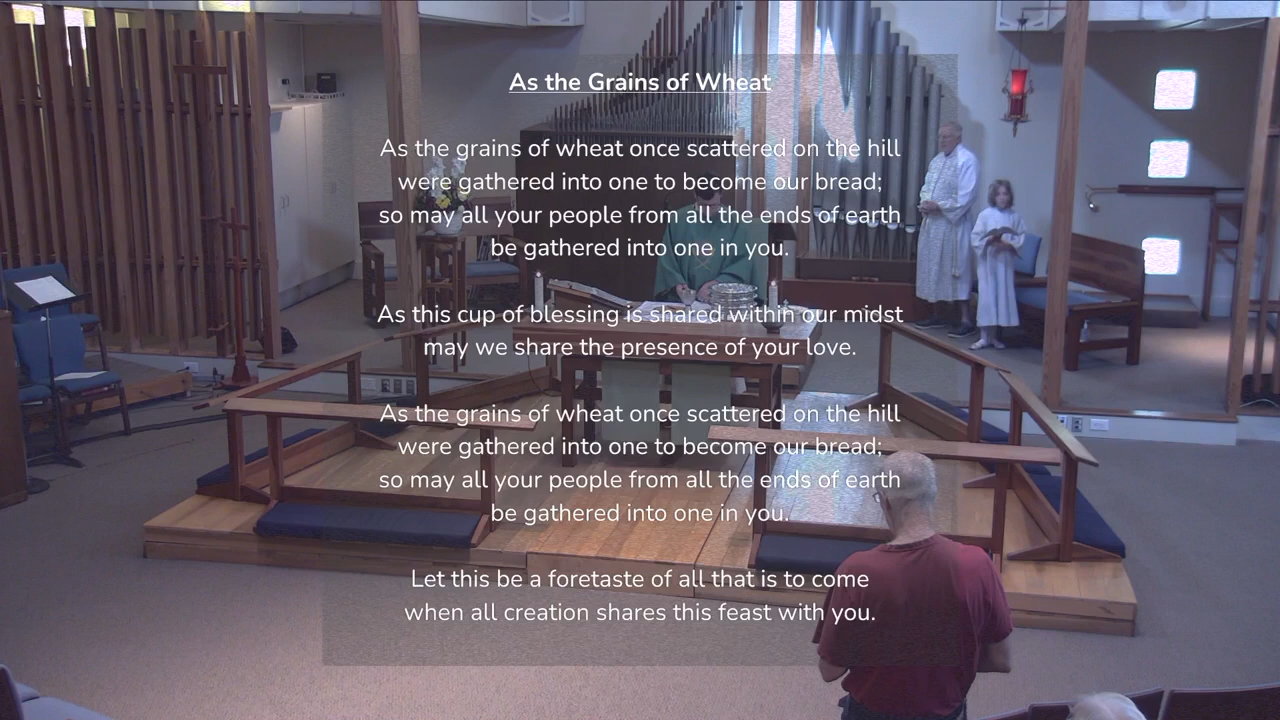 As the Grains of Wheat
As the grains of wheat once scattered on the hill
were gathered into one to become our bread;
so may all your people from all the ends of earth
be gathered into one in you.
As this cup of blessing is shared within our midst
may we share the presence of your love.
As the grains of wheat once scattered on the hill
were gathered into one to become our bread;
so may all your people from all the ends of earth
be gathered into one in you.
Let this be a foretaste of all that is to come
when all creation shares this feast with you.